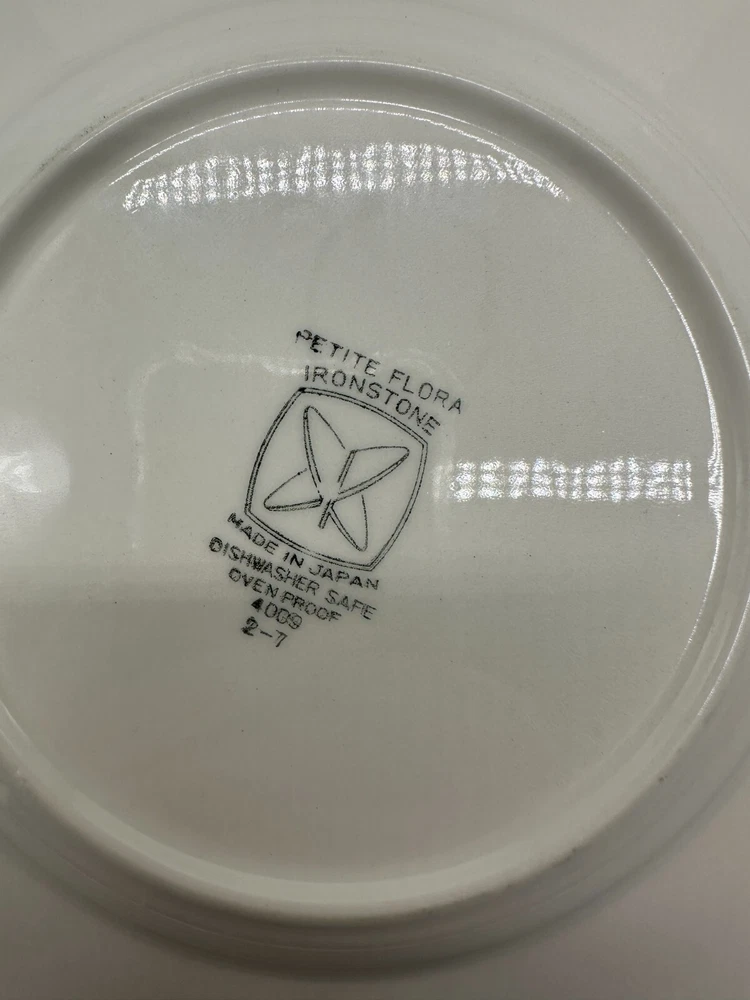 PETITE FLORA
IRONSTONE
MADE IN JAPAN
DISHWASHER SAFE
OVEN PROOF
4009
2-7